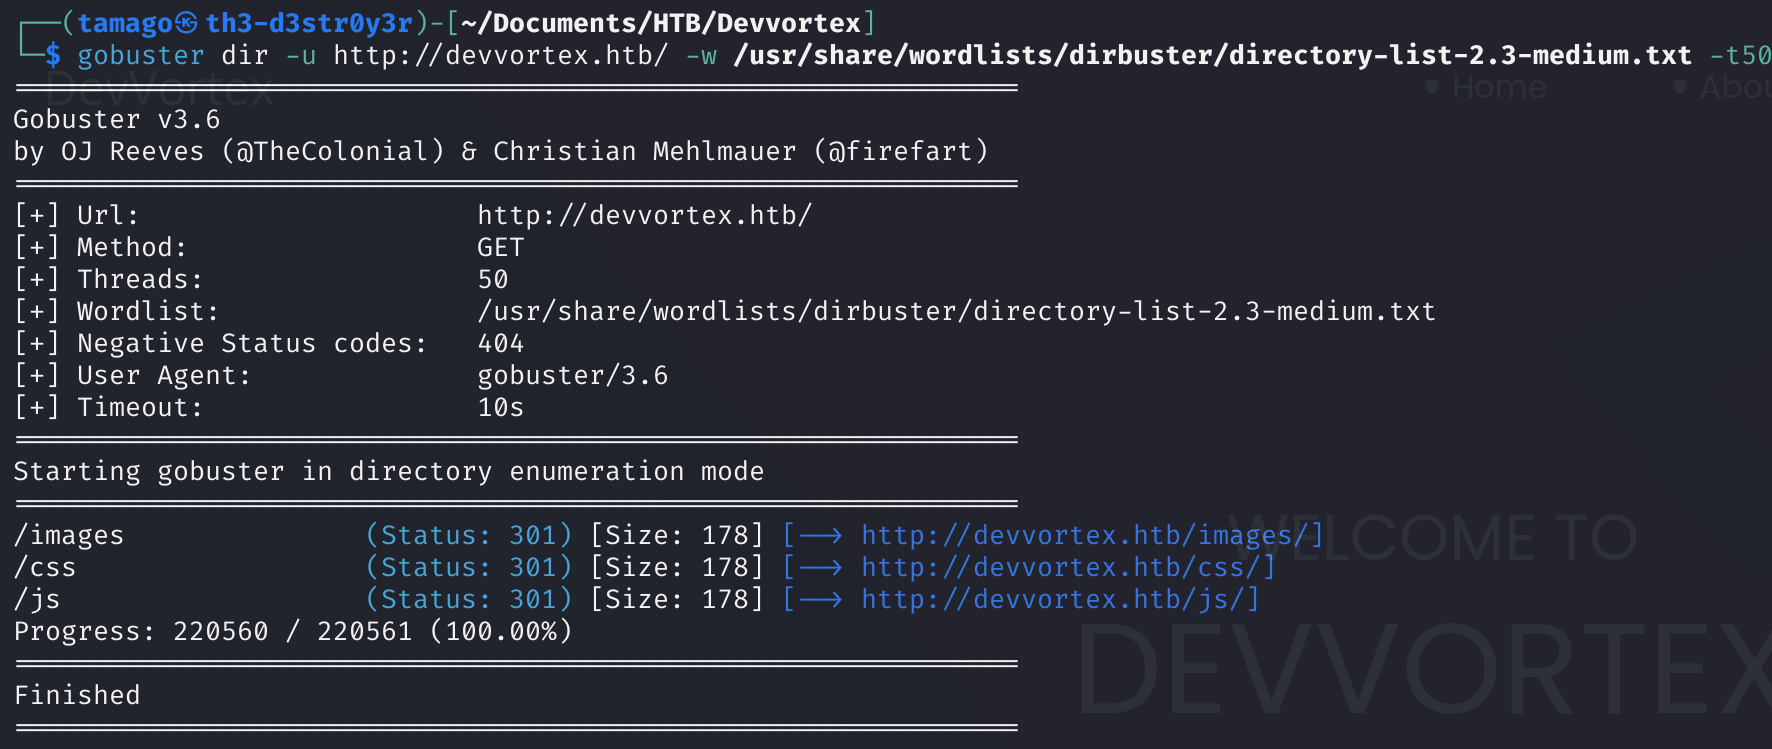 (tamago㉿th3-d3str0y3r)-[~/Documents/HTB/Devvortex]
$ gobuster dir -u http://devvortex.htb/ -w /usr/share/wordlists/dirbuster/directory-list-2.3-medium.txt -t50
DevVortex
• Home • Abou
Gobuster v3.6
by OJ Reeves (@TheColonial) & Christian Mehlmauer (@firefart)
[+] Url: http://devvortex.htb/
[+] Method: GET
[+] Threads: 50
[+] Wordlist: /usr/share/wordlists/dirbuster/directory-list-2.3-medium.txt
[+] Negative Status codes: 404
[+] User Agent: gobuster/3.6
[+] Timeout: 10s
Starting gobuster in directory enumeration mode
/images (Status: 301) [Size: 178] [--> http://devvortex.htb/images/]
/css (Status: 301) [Size: 178] [--> http://devvortex.htb/css/]
/js (Status: 301) [Size: 178] [--> http://devvortex.htb/js/]
Progress: 220560 / 220561 (100.00%)
Finished
WELCOME TO
DEVVORTEX